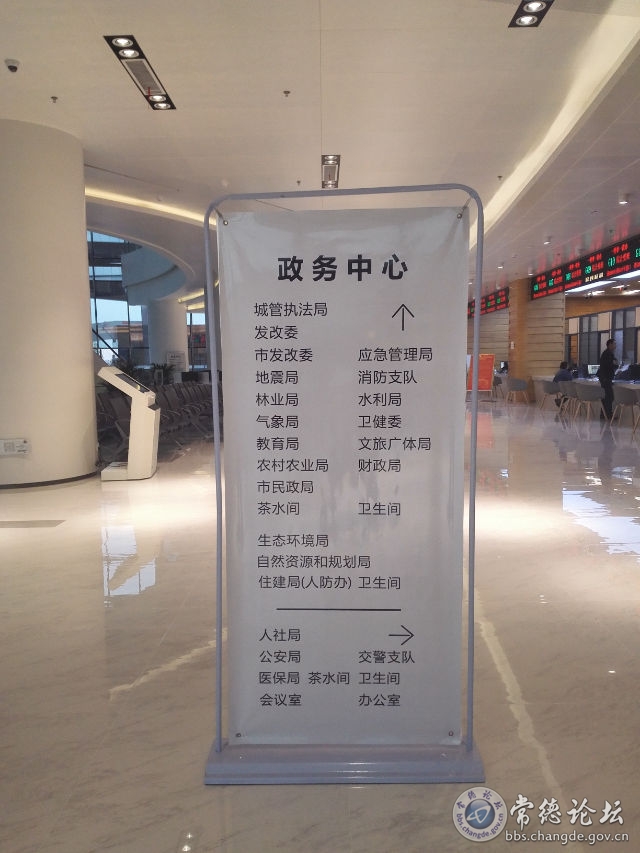 政务中心
城管执法局
发改委
市发改委 应急管理局
地震局 消防支队
林业局 水利局
气象局 卫健委
教育局 文旅广体局
农村农业局 财政局
市民政局
茶水间 卫生间
生态环境局
自然资源和规划局
住建局(人防办) 卫生间
人社局
公安局 交警支队
医保局 茶水间 卫生间
会议室 办公室
常德论坛
bbs.changde.gov.cn